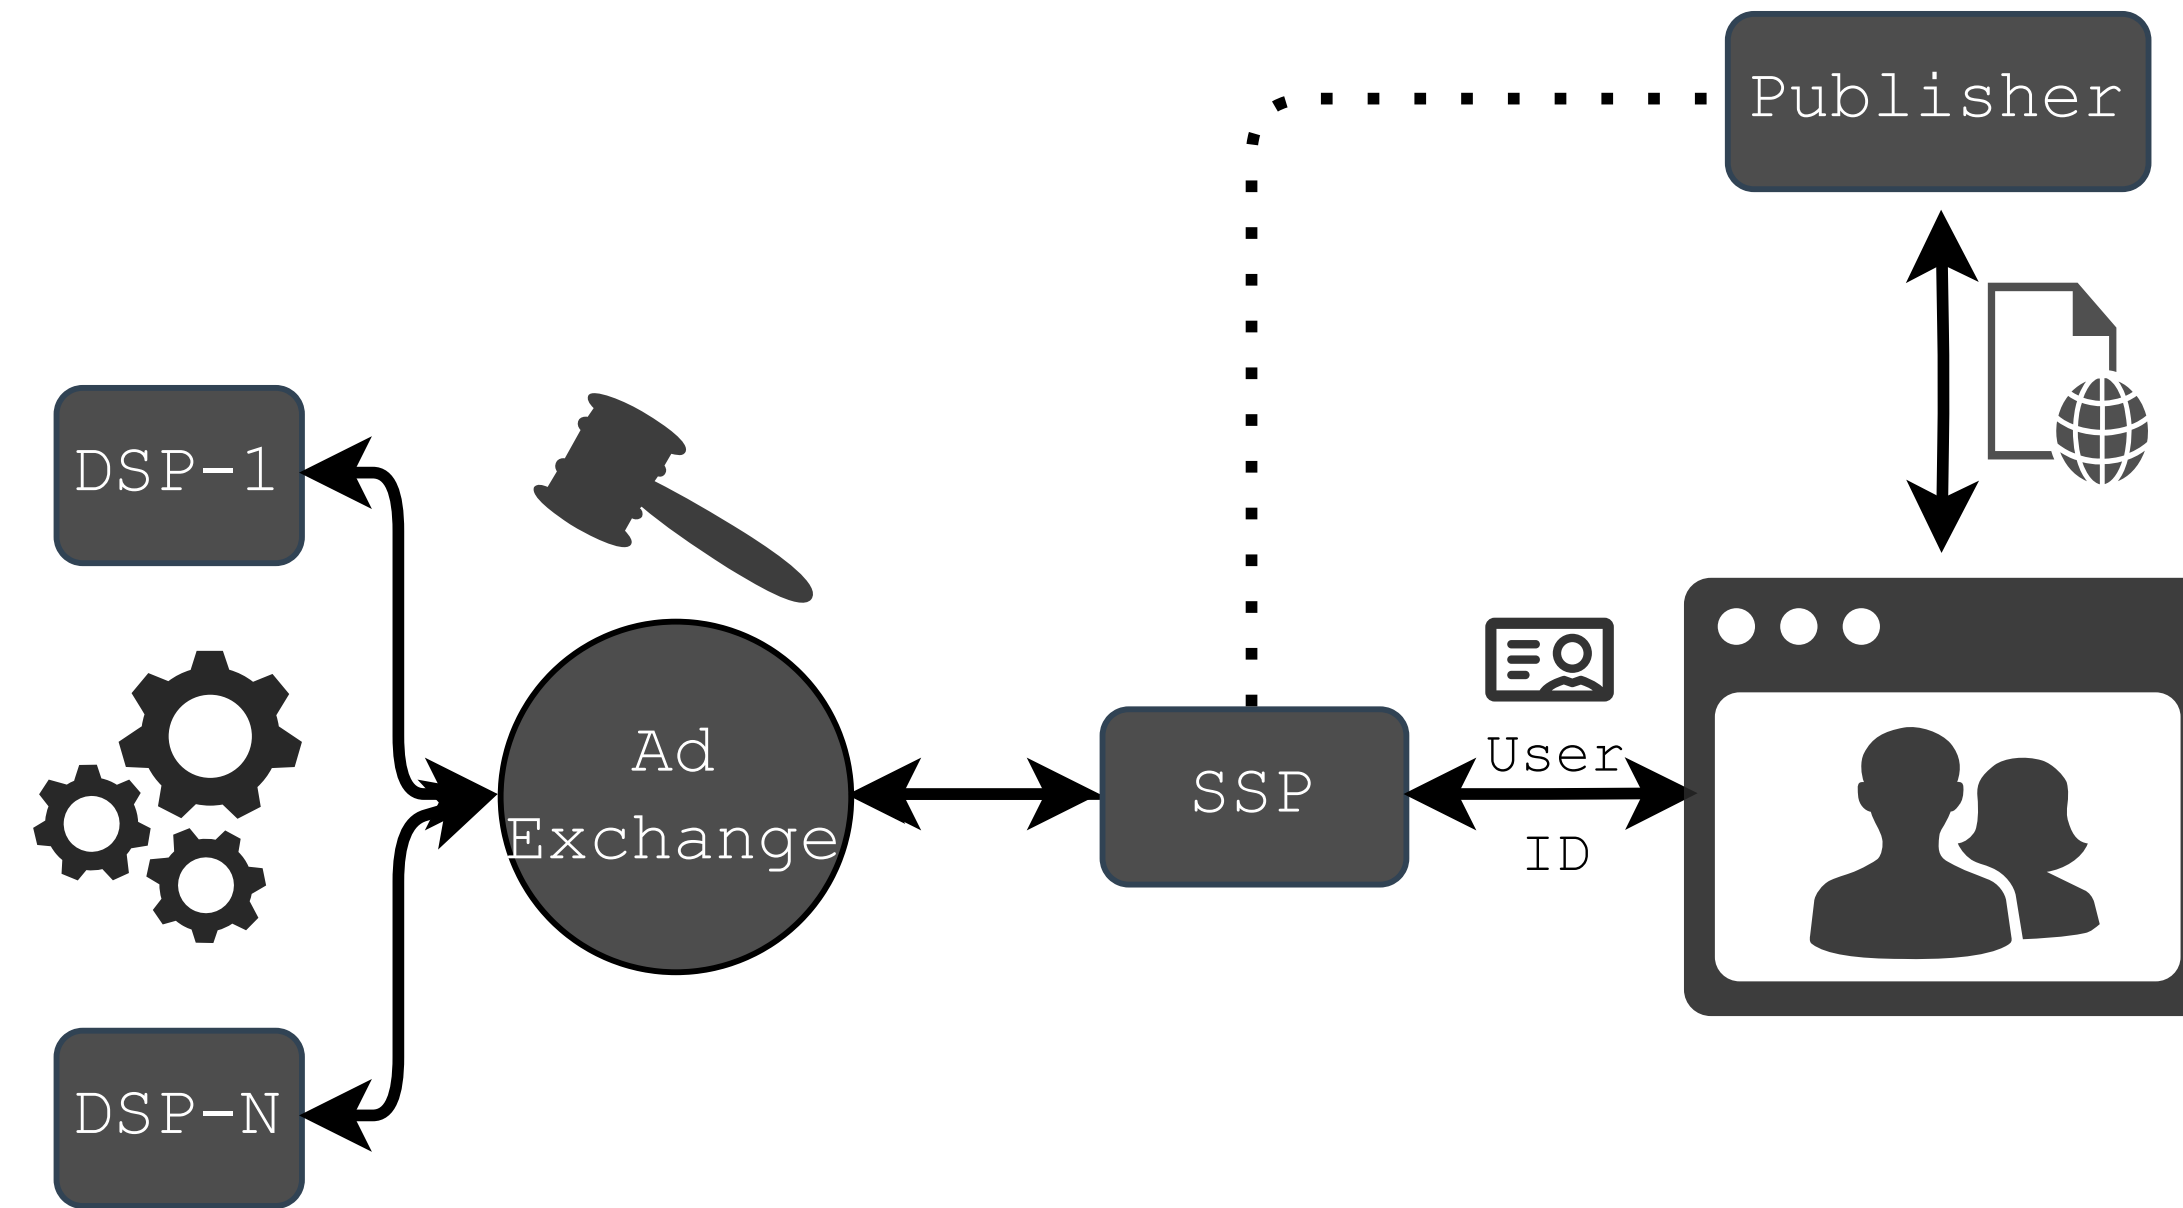 Publisher
DSP-1
Ad
Exchange
SSP
User
ID
DSP-N